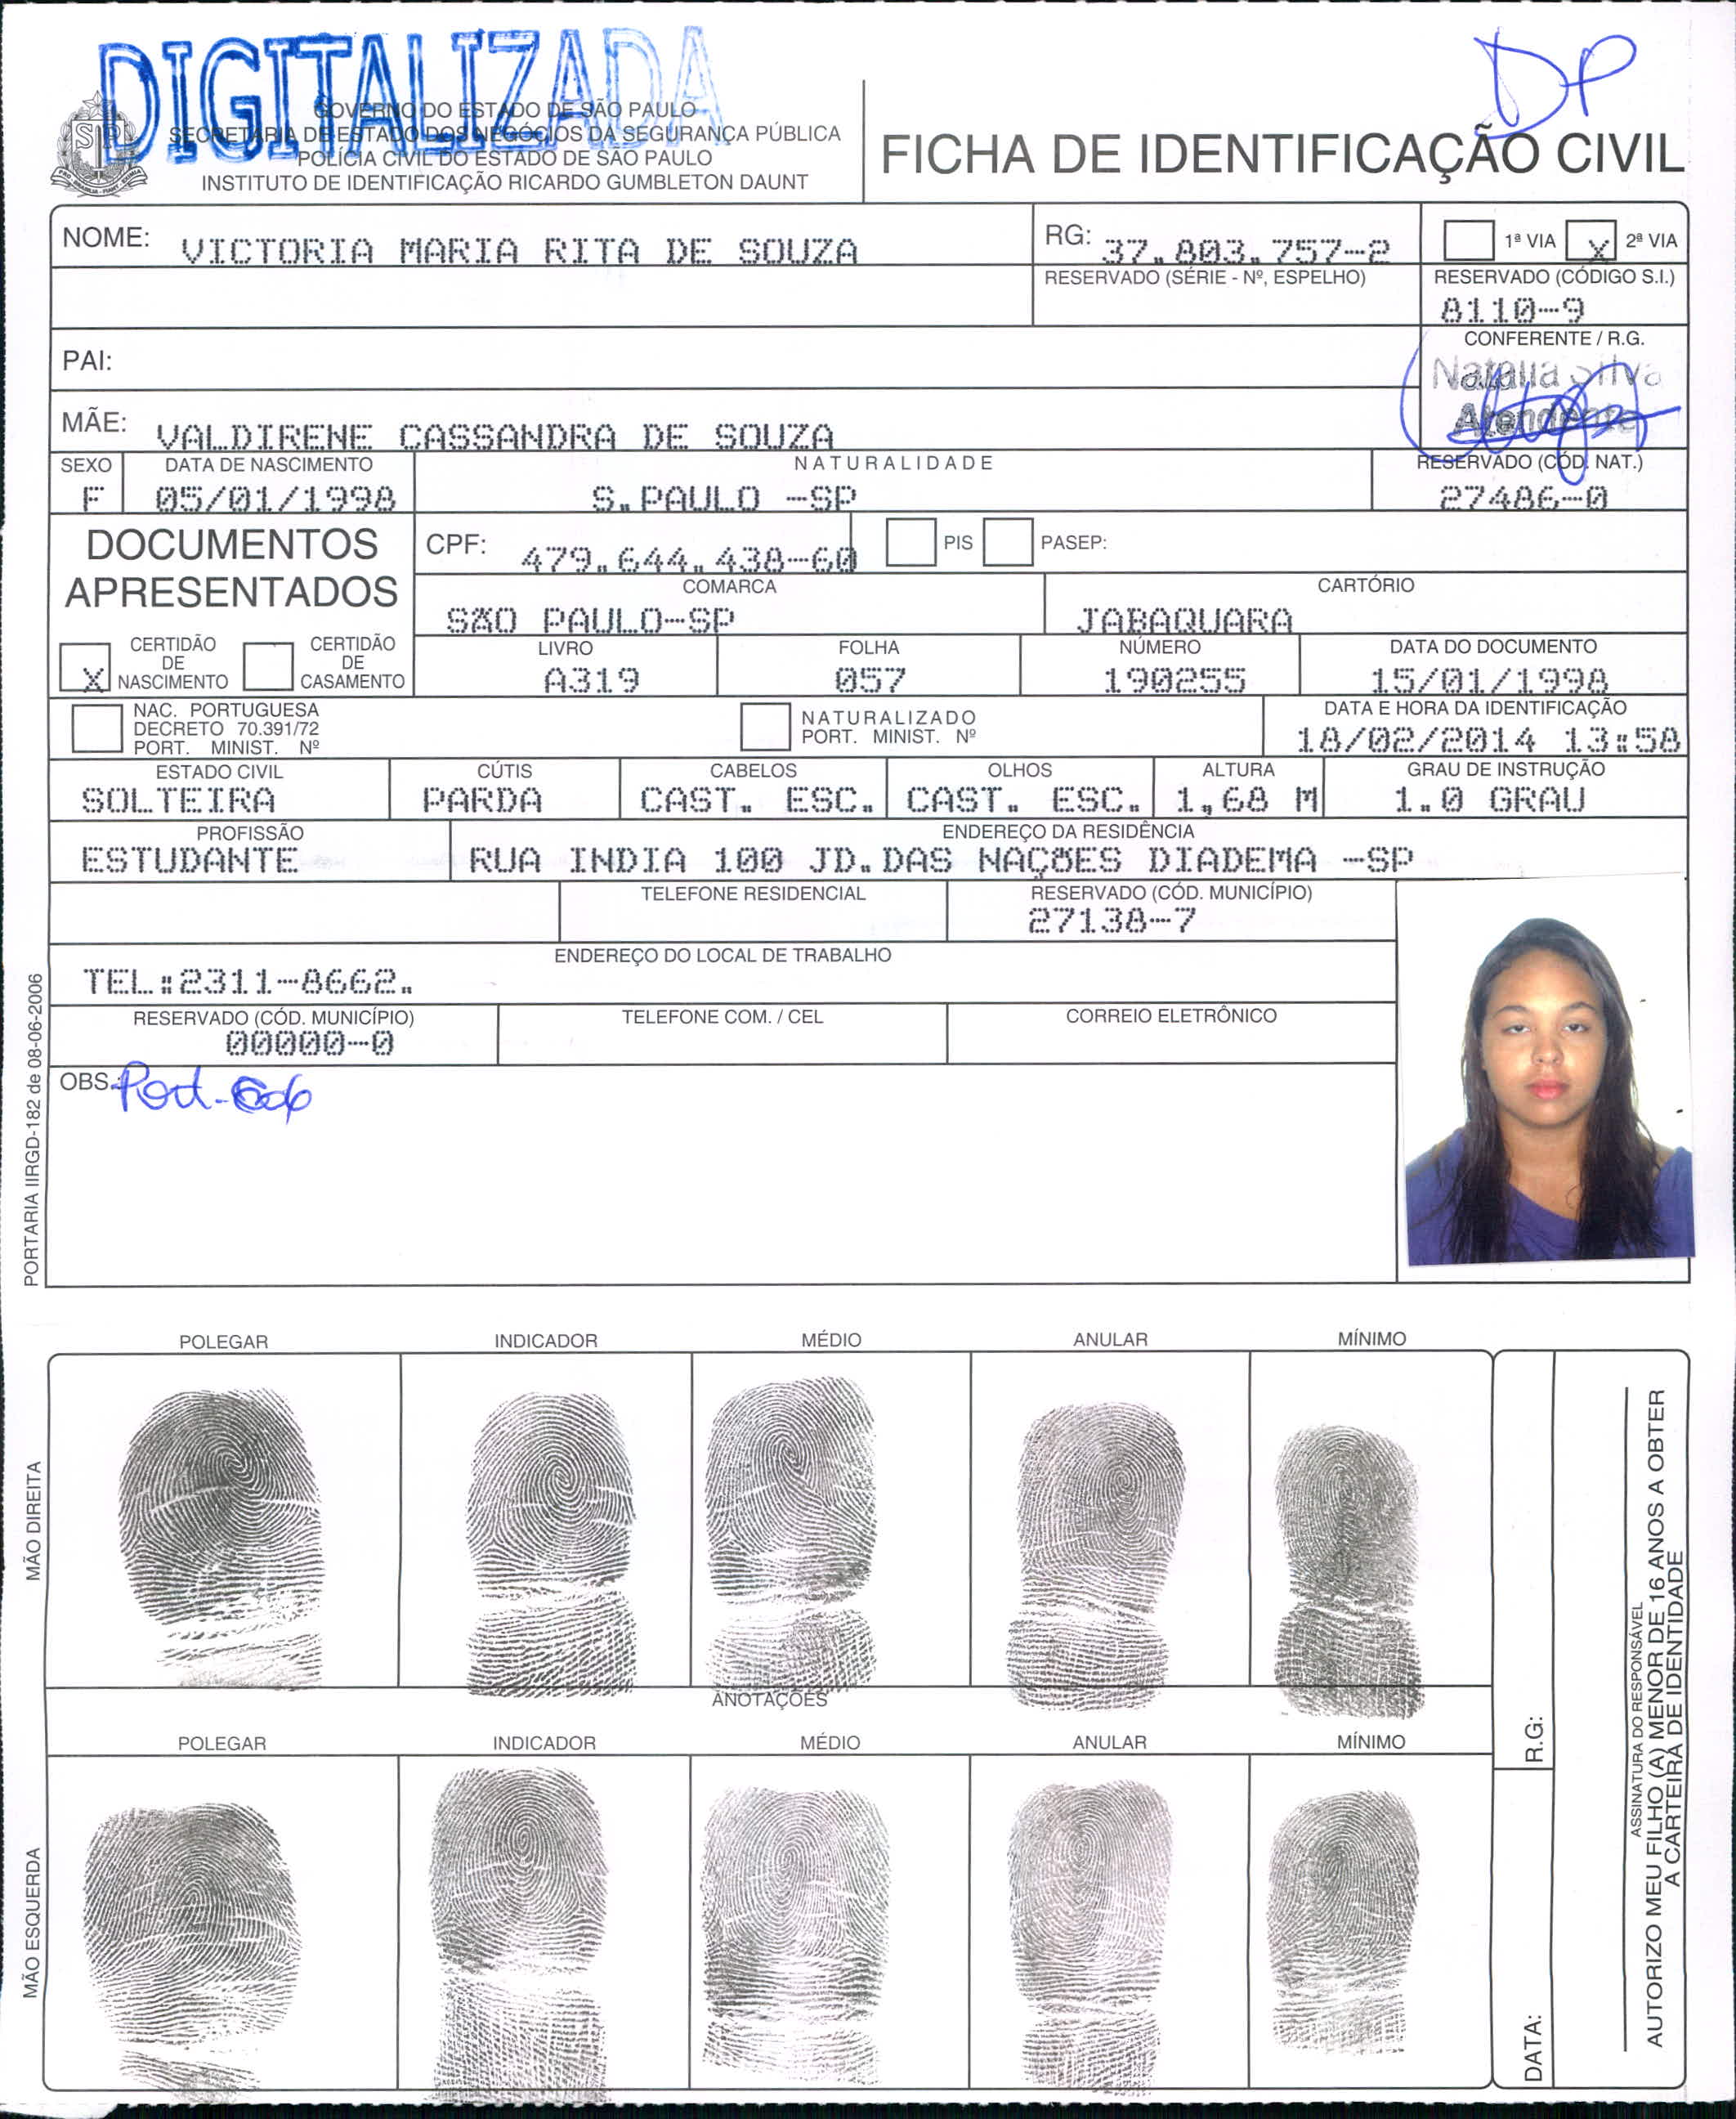 DIGITALIZADA
DP
GOVERNO DO ESTADO DE SÃO PAULO
SECRETARIA DE ESTADO DOS NEGÓCIOS DA SEGURANÇA PÚBLICA
POLÍCIA CIVIL DO ESTADO DE SÃO PAULO
INSTITUTO DE IDENTIFICAÇÃO RICARDO GUMBLETON DAUNT
FICHA DE IDENTIFICAÇÃO CIVIL
NOME: VICTORIA MARIA RITA DE SOUZA
RG: 37.803.757-2
1ª VIA X 2ª VIA
RESERVADO (SÉRIE - Nº, ESPELHO)
RESERVADO (CÓDIGO S.I.)
8110-9
PAI:
CONFERENTE / R.G.
Natalia Silva
Atendente
MÃE: VALDIRENE CASSANDRA DE SOUZA
SEXO DATA DE NASCIMENTO NATURALIDADE RESERVADO (CÓD. NAT.)
F 05/01/1998 S.PAULO -SP 27486-0
DOCUMENTOS
APRESENTADOS
CPF: 479.644.438-60 PIS PASEP:
COMARCA CARTÓRIO
SÃO PAULO-SP JABAQUARA
X CERTIDÃO DE NASCIMENTO
CERTIDÃO DE CASAMENTO
LIVRO FOLHA NÚMERO DATA DO DOCUMENTO
A319 057 190255 15/01/1998
NAC. PORTUGUESA
DECRETO 70.391/72
PORT. MINIST. Nº
NATURALIZADO
PORT. MINIST. Nº
DATA E HORA DA IDENTIFICAÇÃO
18/02/2014 13:58
ESTADO CIVIL CÚTIS CABELOS OLHOS ALTURA GRAU DE INSTRUÇÃO
SOLTEIRA PARDA CAST. ESC. CAST. ESC. 1,68 M 1.0 GRAU
PROFISSÃO ENDEREÇO DA RESIDÊNCIA
ESTUDANTE RUA INDIA 100 JD.DAS NAÇÕES DIADEMA -SP
TELEFONE RESIDENCIAL RESERVADO (CÓD. MUNICÍPIO)
27138-7
ENDEREÇO DO LOCAL DE TRABALHO
TEL:2311-8662.
RESERVADO (CÓD. MUNICÍPIO) TELEFONE COM. / CEL CORREIO ELETRÔNICO
00000-0
OBS.: Port.
PORTARIA IIRGD-182 de 08-06-2006
POLEGAR INDICADOR MÉDIO ANULAR MÍNIMO
MÃO DIREITA
ANOTAÇÕES
POLEGAR INDICADOR MÉDIO ANULAR MÍNIMO
MÃO ESQUERDA
R.G:
DATA:
ASSINATURA DO RESPONSÁVEL
AUTORIZO MEU FILHO (A) MENOR DE 16 ANOS A OBTER
A CARTEIRA DE IDENTIDADE